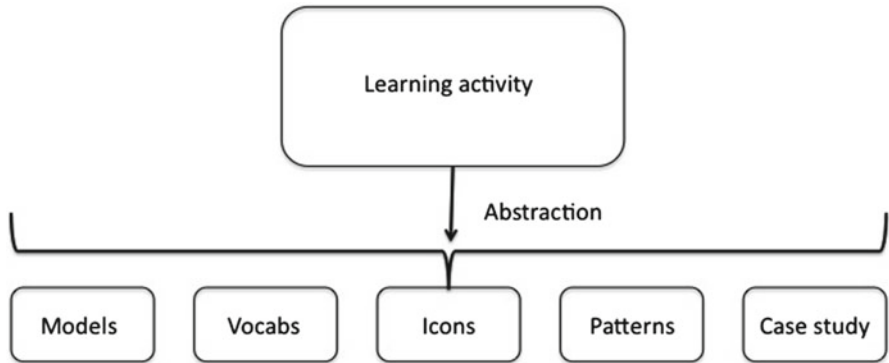 Learning activity
Abstraction
Models
Vocabs
Icons
Patterns
Case study